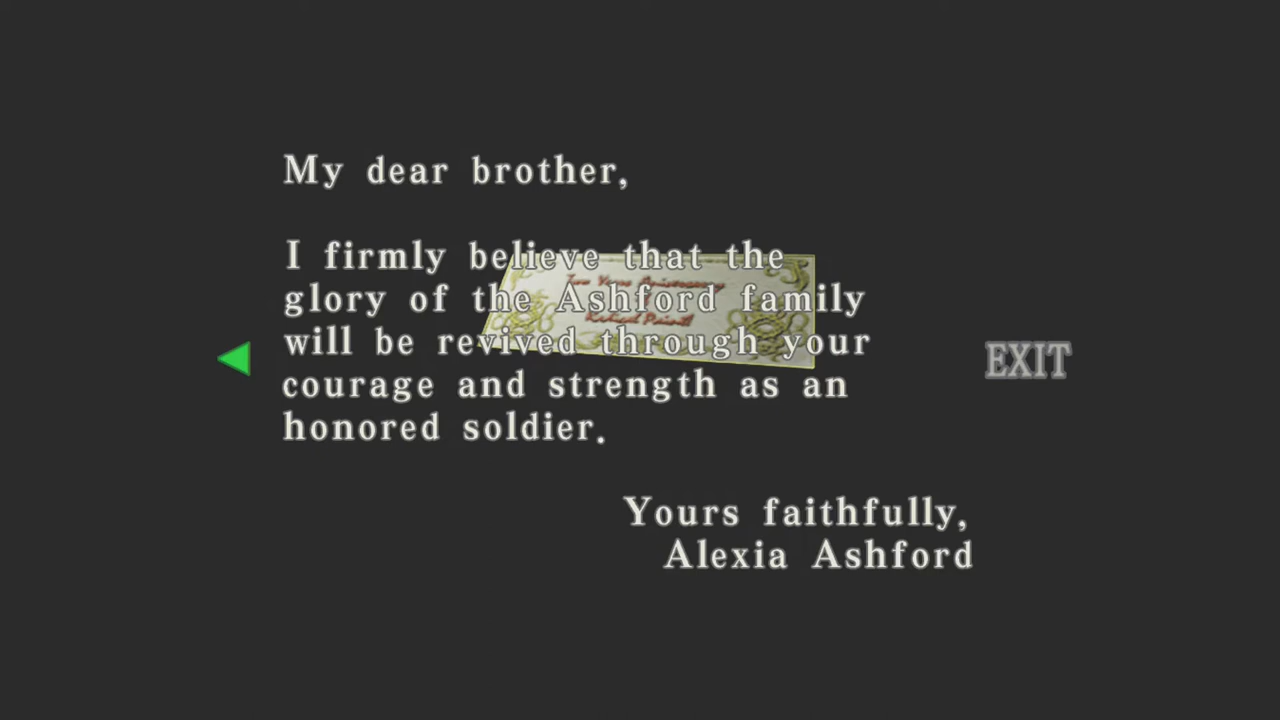 My dear brother,
I firmly believe that the
glory of the Ashford family
will be revived through your
courage and strength as an
honored soldier.
Yours faithfully,
Alexia Ashford
EXIT